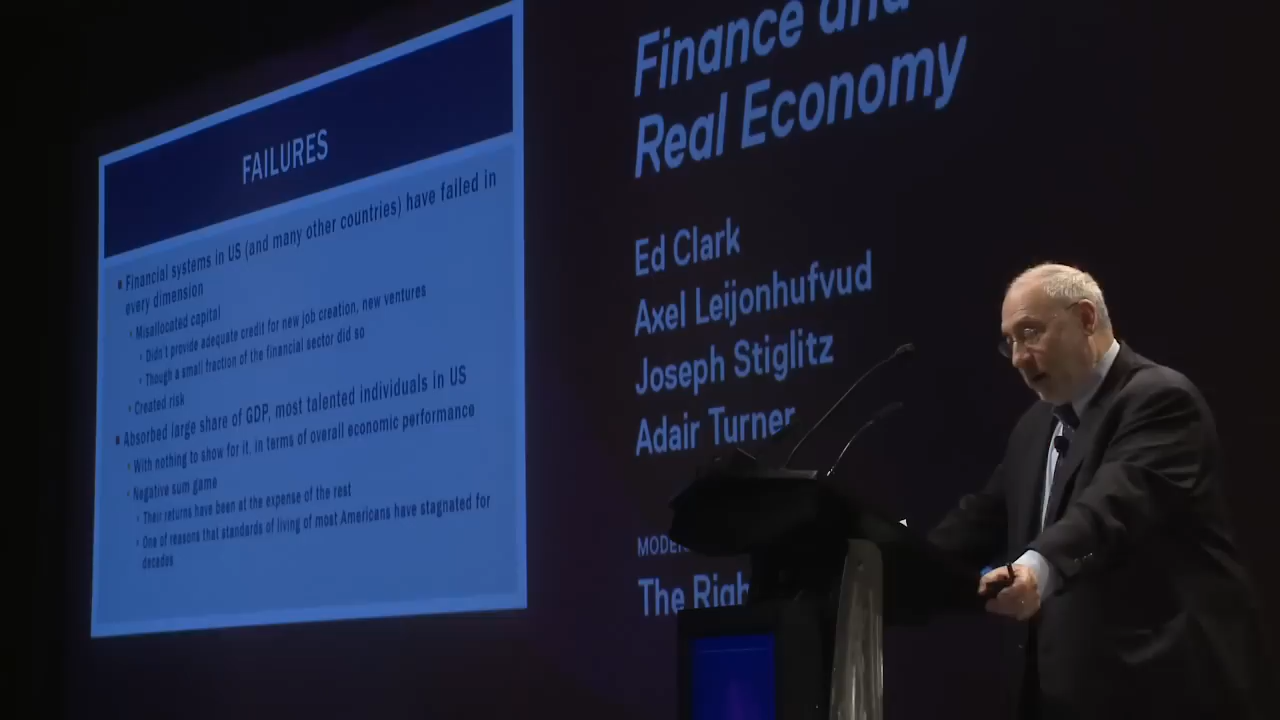 FAILURES
Financial systems in US (and many other countries) have failed in
every dimension
Misallocated capital
Didn't provide adequate credit for new job creation, new ventures
Though a small fraction of the financial sector did so
Created risk
Absorbed large share of GDP, most talented individuals in US
With nothing to show for it, in terms of overall economic performance
Negative sum game
Their returns have been at the expense of the rest
One of reasons that standards of living of most Americans have stagnated for
decades
Finance and
Real Economy
Ed Clark
Axel Leijonhufvud
Joseph Stiglitz
Adair Turner
The